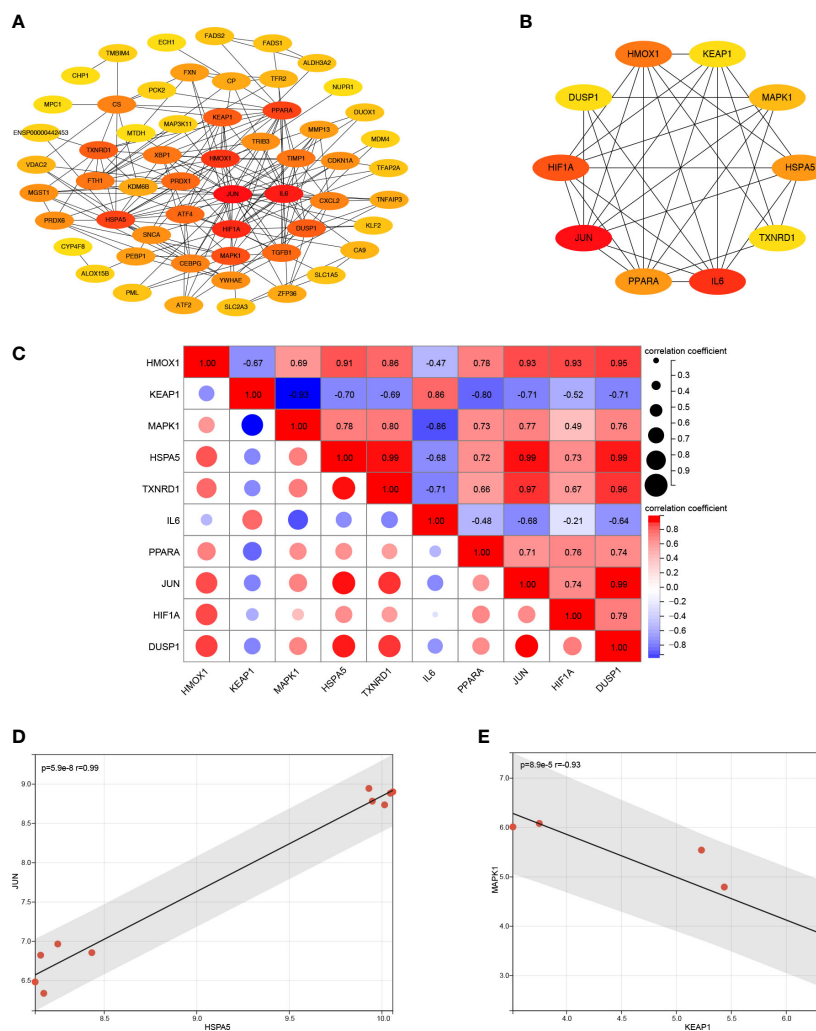 A
B
ECH1
FADS2
FADS1
TMBIM4
ALDH3A2
CHP1
PCK2
FXN
CP
TFR2
NUPR1
MPC1
CS
PPARA
DUOX1
ENSP00000442453
MTDH
MAP3K11
KEAP1
MMP13
MDM4
TXNRD1
TRIB3
VDAC2
XBP1
HMOX1
TIMP1
CDKN1A
TFAP2A
MGST1
FTH1
KDM6B
PRDX1
JUN
IL6
CXCL2
TNFAIP3
PRDX6
HSPA5
ATF4
HIF1A
DUSP1
KLF2
SNCA
CYP4F8
PEBP1
CEBPG
MAPK1
TGFB1
CA9
ALOX15B
YWHAE
SLC1A5
PML
ATF2
SLC2A3
ZFP36
HMOX1
KEAP1
DUSP1
MAPK1
HIF1A
HSPA5
JUN
TXNRD1
PPARA
IL6
C
HMOX1 1.00 -0.67 0.69 0.91 0.86 -0.47 0.78 0.93 0.93 0.95
KEAP1 1.00 -0.93 -0.70 -0.69 0.86 -0.80 -0.71 -0.52 -0.71
MAPK1 1.00 0.78 0.80 -0.86 0.73 0.77 0.49 0.76
HSPA5 1.00 0.99 -0.68 0.72 0.99 0.73 0.99
TXNRD1 1.00 -0.71 0.66 0.97 0.67 0.96
IL6 1.00 -0.48 -0.68 -0.21 -0.64
PPARA 1.00 0.71 0.76 0.74
JUN 1.00 0.74 0.99
HIF1A 1.00 0.79
DUSP1 1.00
HMOX1 KEAP1 MAPK1 HSPA5 TXNRD1 IL6 PPARA JUN HIF1A DUSP1
correlation coefficient
0.3
0.4
0.5
0.6
0.7
0.8
0.9
correlation coefficient
0.8
0.6
0.4
0.2
0.0
-0.2
-0.4
-0.6
-0.8
D
p=5.9e-8 r=0.99
9.0
8.5
8.0
7.5
7.0
6.5
JUN
8.5 9.0 9.5 10.0
HSPA5
E
p=8.9e-5 r=-0.93
7.0
6.0
5.0
4.0
3.0
MAPK1
4.0 4.5 5.0 5.5 6.0
KEAP1